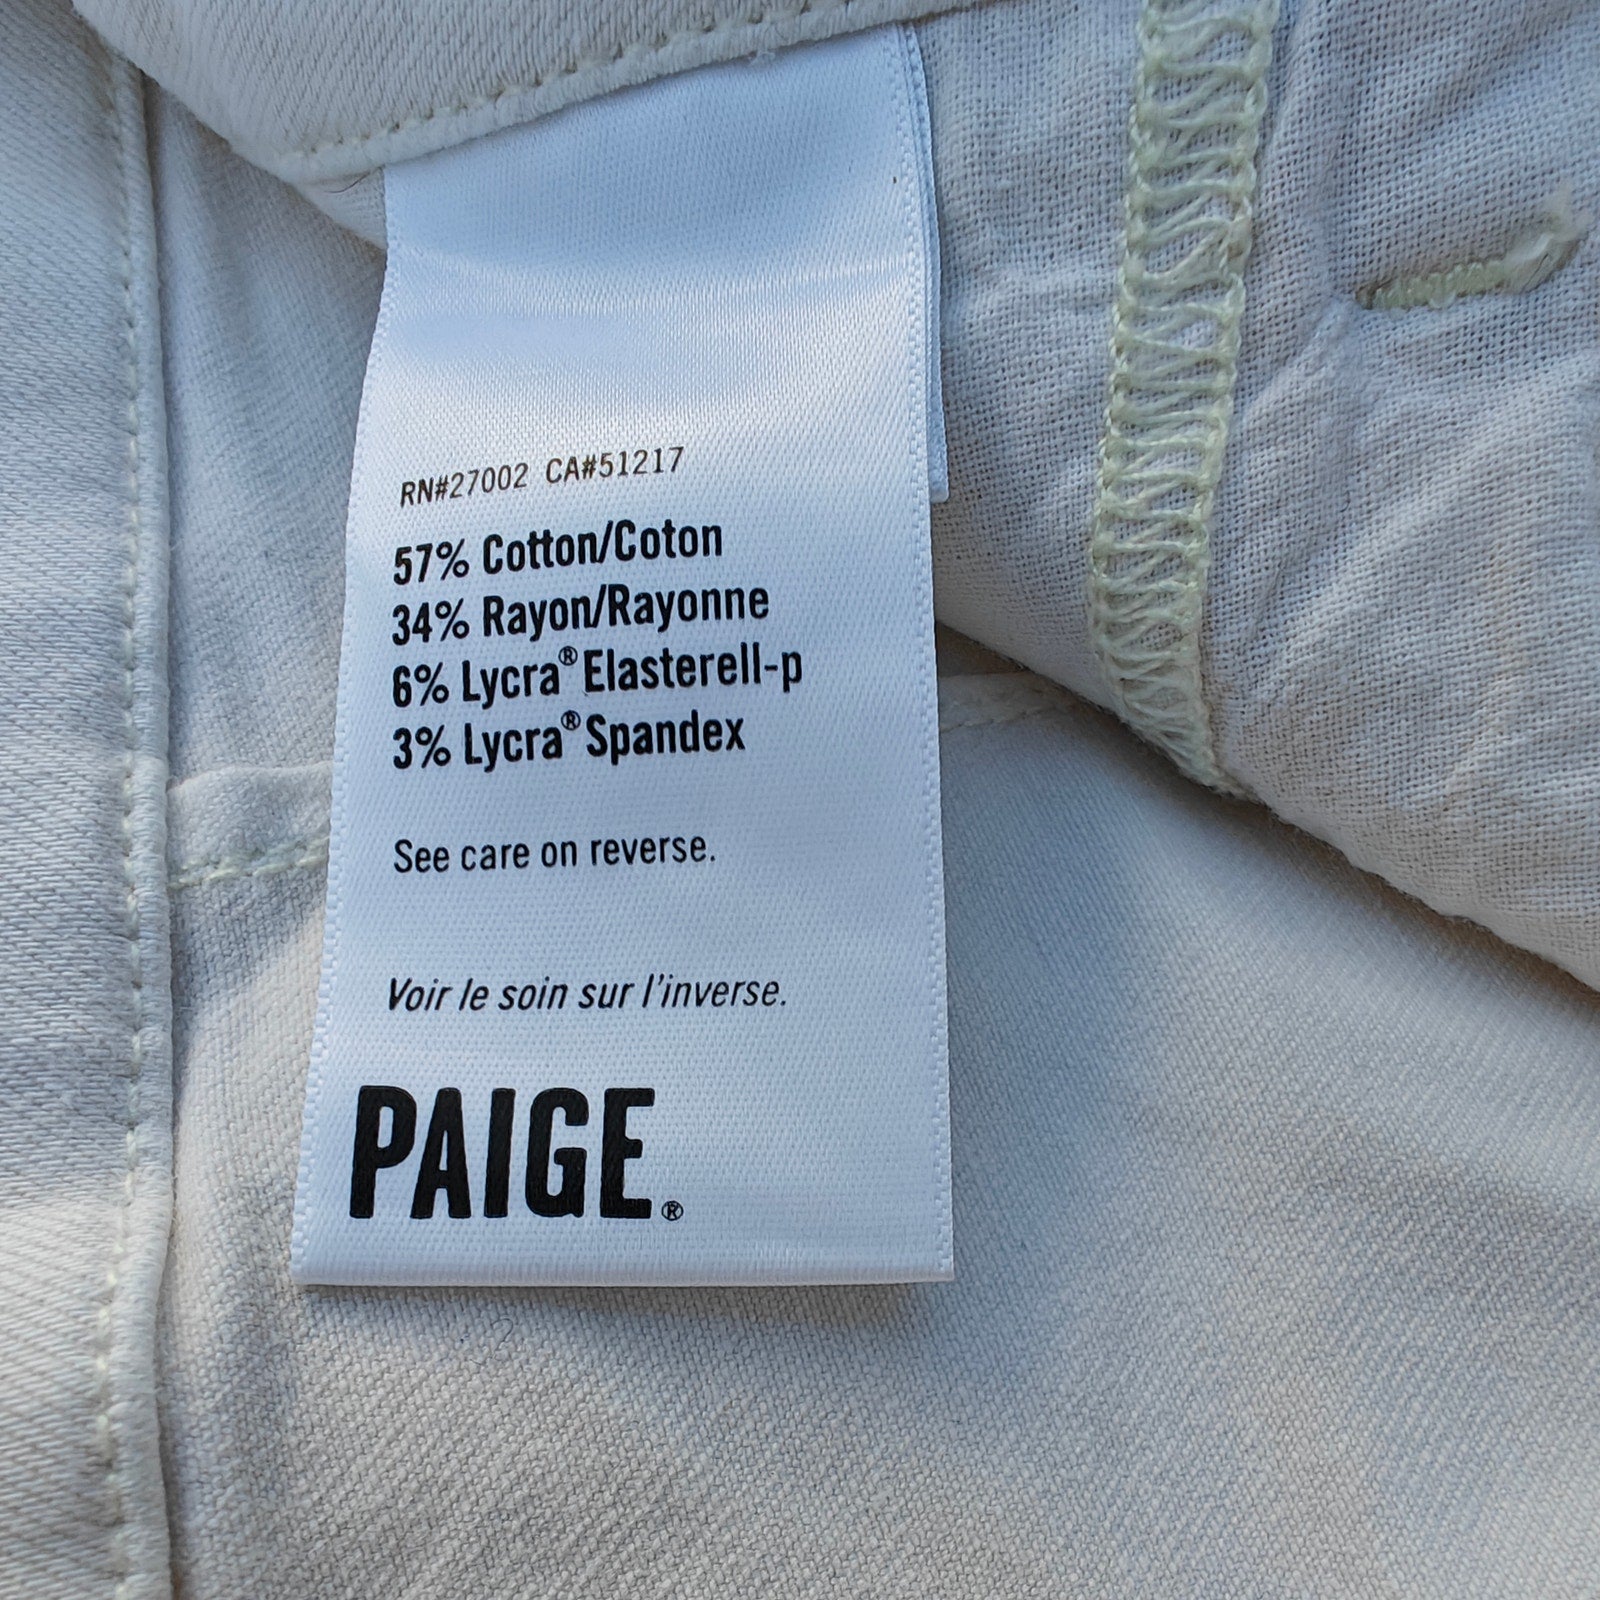 RN#27002 CA#51217
57% Cotton/Coton
34% Rayon/Rayonne
6% Lycra® Elasterell-p
3% Lycra® Spandex
See care on reverse.
Voir le soin sur l'inverse.
PAIGE®